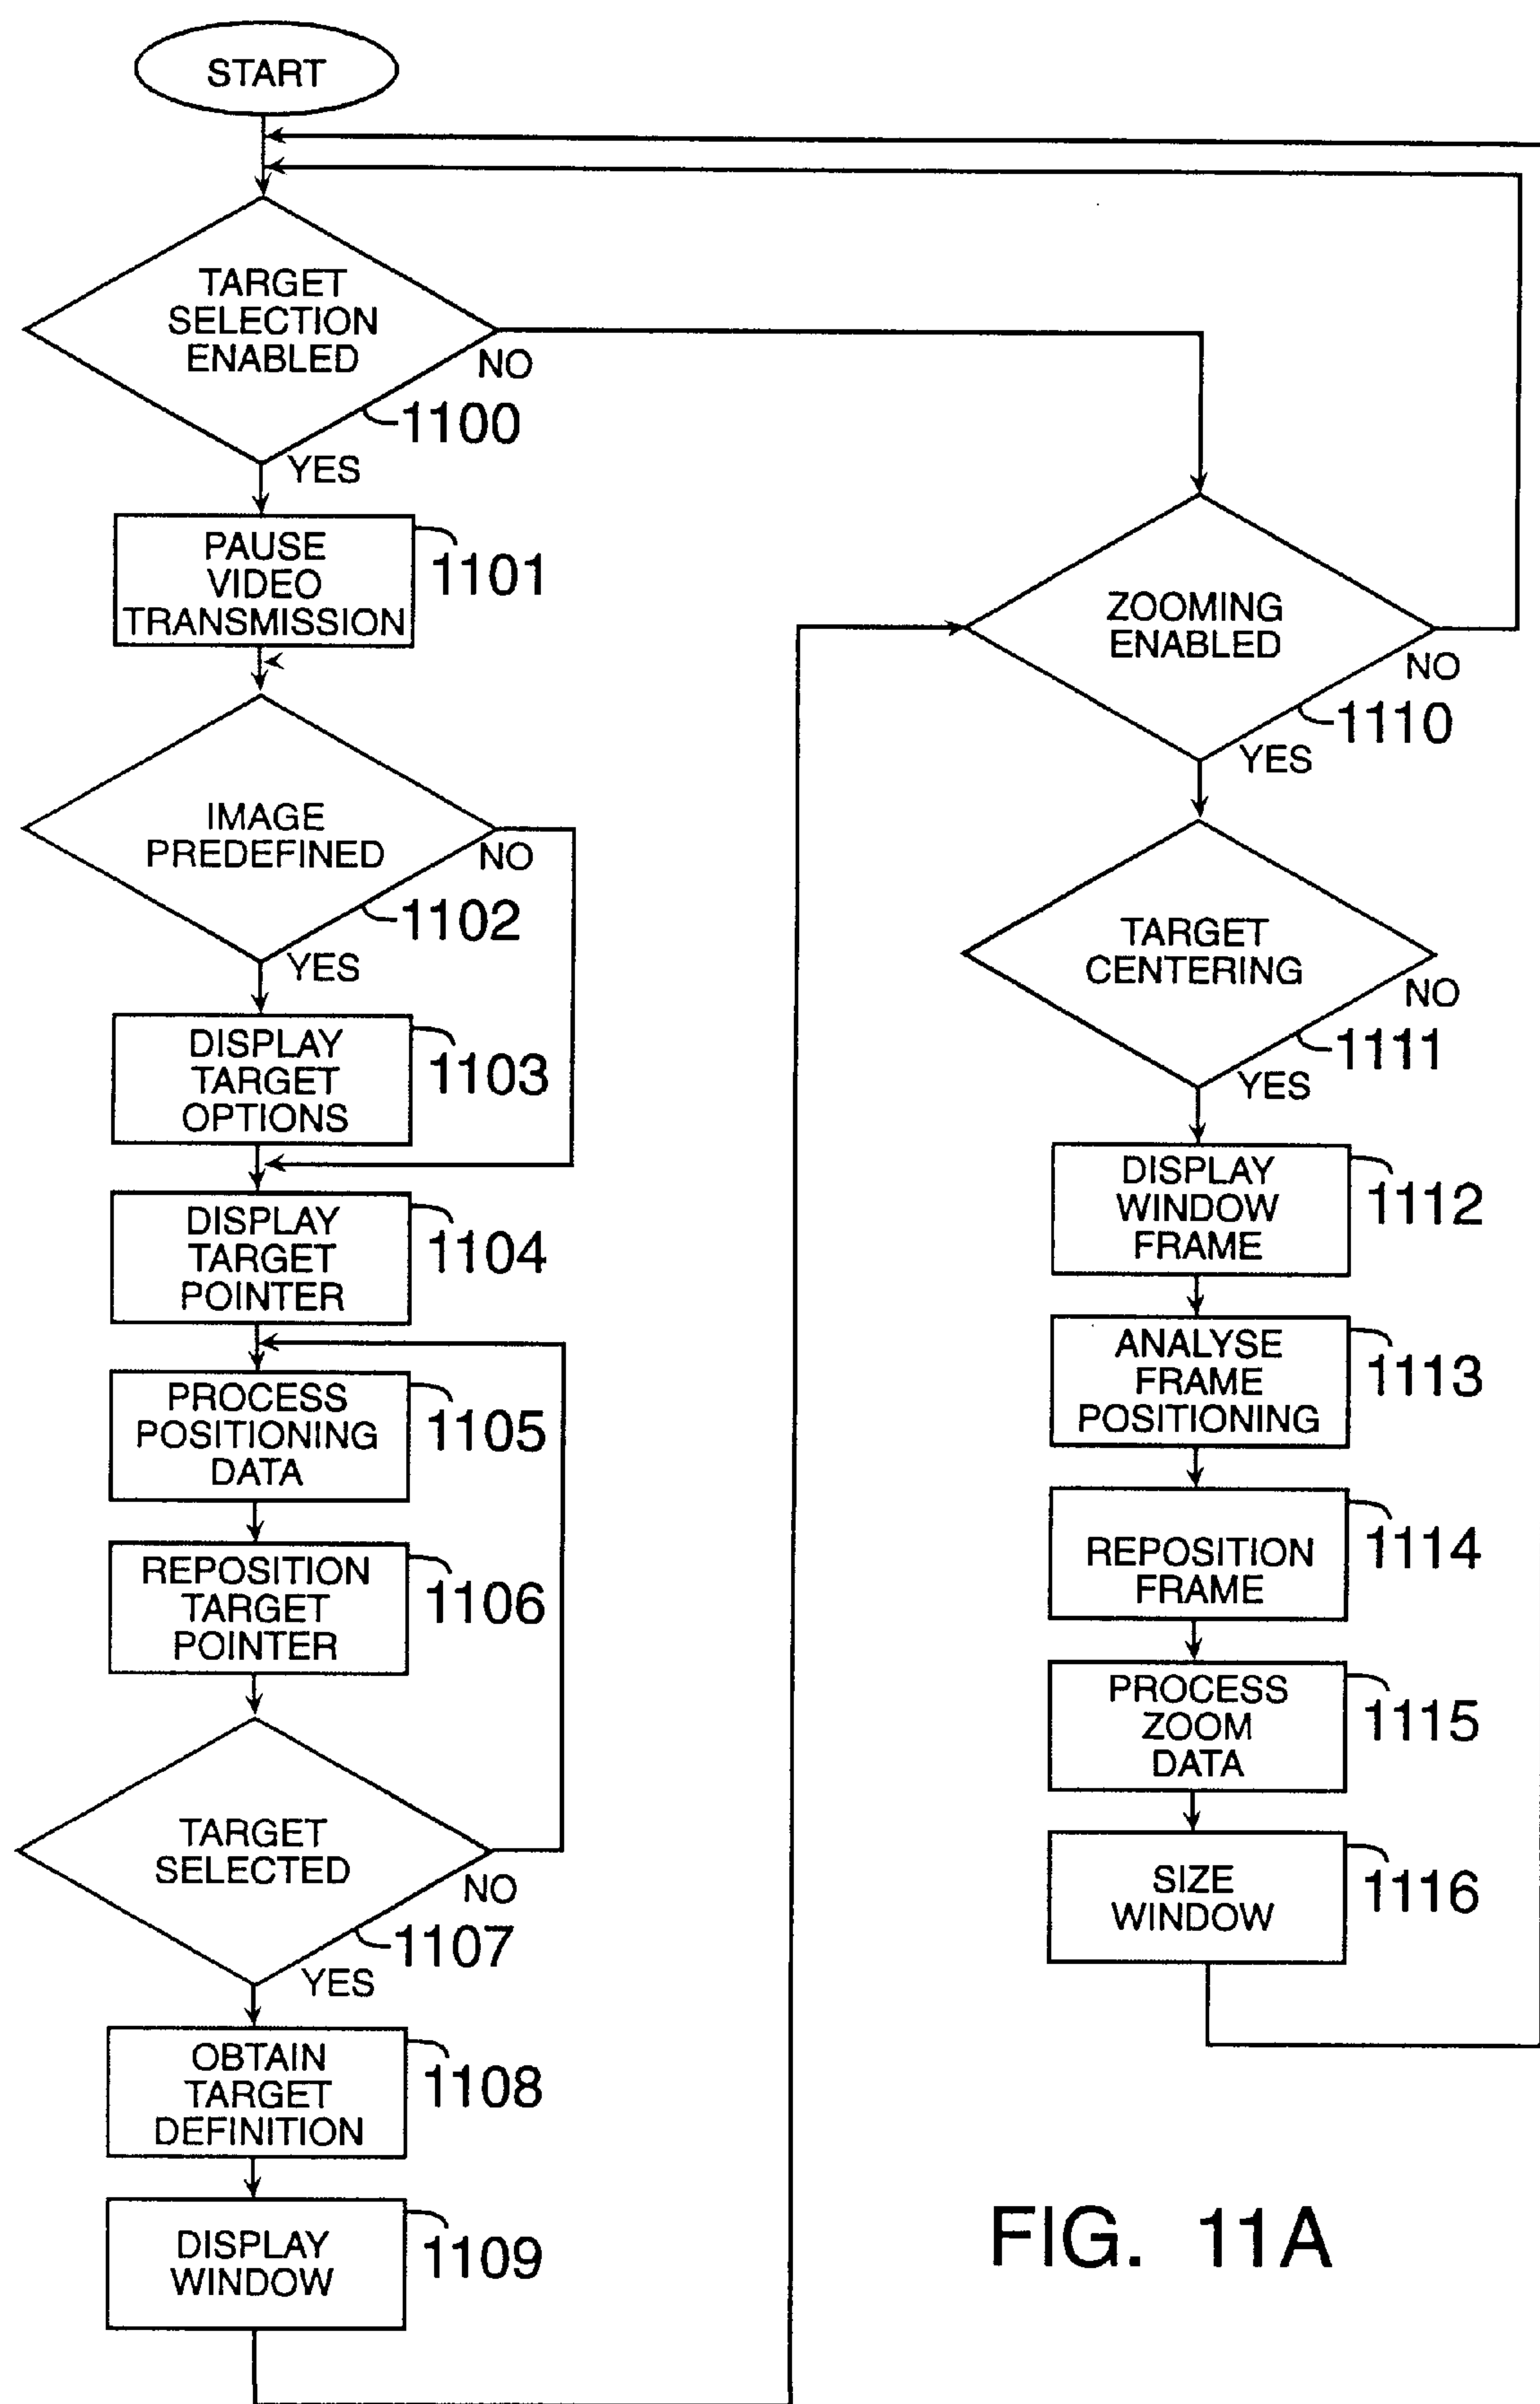 START
TARGET
SELECTION
ENABLED
NO
1100
YES
PAUSE
VIDEO
TRANSMISSION
1101
IMAGE
PREDEFINED
NO
1102
YES
DISPLAY
TARGET
OPTIONS
1103
DISPLAY
TARGET
POINTER
1104
PROCESS
POSITIONING
DATA
1105
REPOSITION
TARGET
POINTER
1106
TARGET
SELECTED
NO
1107
YES
OBTAIN
TARGET
DEFINITION
1108
DISPLAY
WINDOW
1109
ZOOMING
ENABLED
NO
1110
YES
TARGET
CENTERING
NO
1111
YES
DISPLAY
WINDOW
FRAME
1112
ANALYSE
FRAME
POSITIONING
1113
REPOSITION
FRAME
1114
PROCESS
ZOOM
DATA
1115
SIZE
WINDOW
1116
FIG. 11A